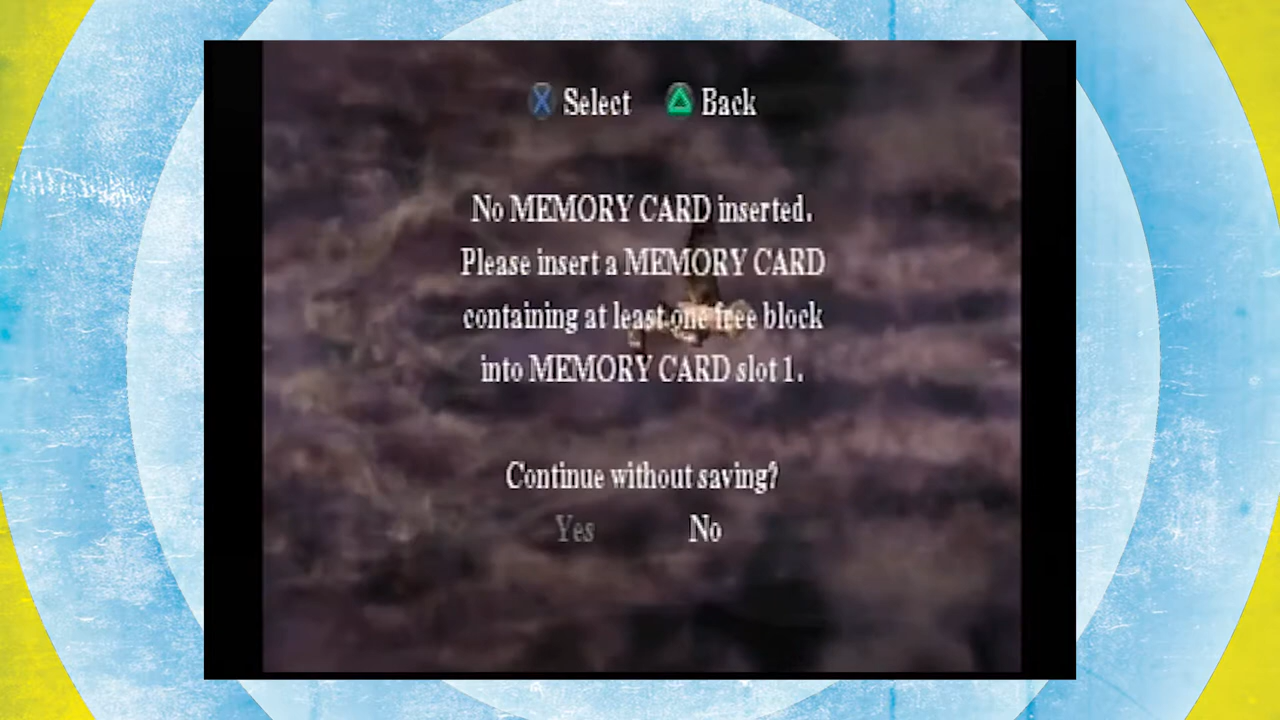 Select Back
No MEMORY CARD inserted.
Please insert a MEMORY CARD
containing at least one free block
into MEMORY CARD slot 1.
Continue without saving?
Yes No